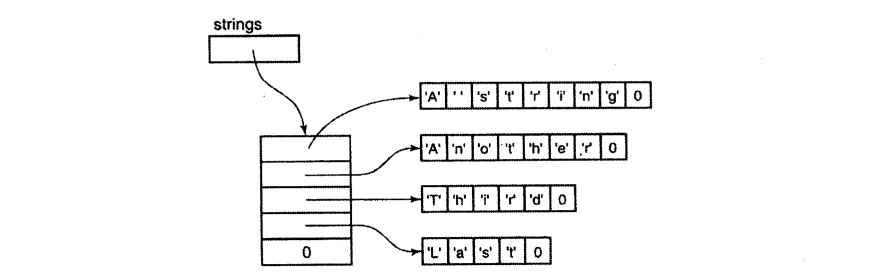 strings
'A' ' ' 's' 't' 'r' 'i' 'n' 'g' 0
'A' 'n' 'o' 't' 'h' 'e' 'r' 0
'T' 'h' 'i' 'r' 'd' 0
'L' 'a' 's' 't' 0
0